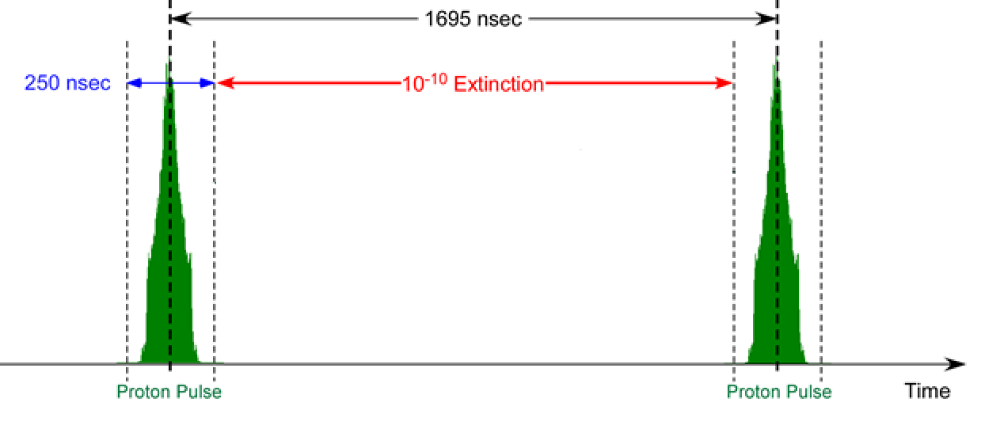 1695 nsec
250 nsec
10⁻¹⁰ Extinction
Proton Pulse
Proton Pulse
Time